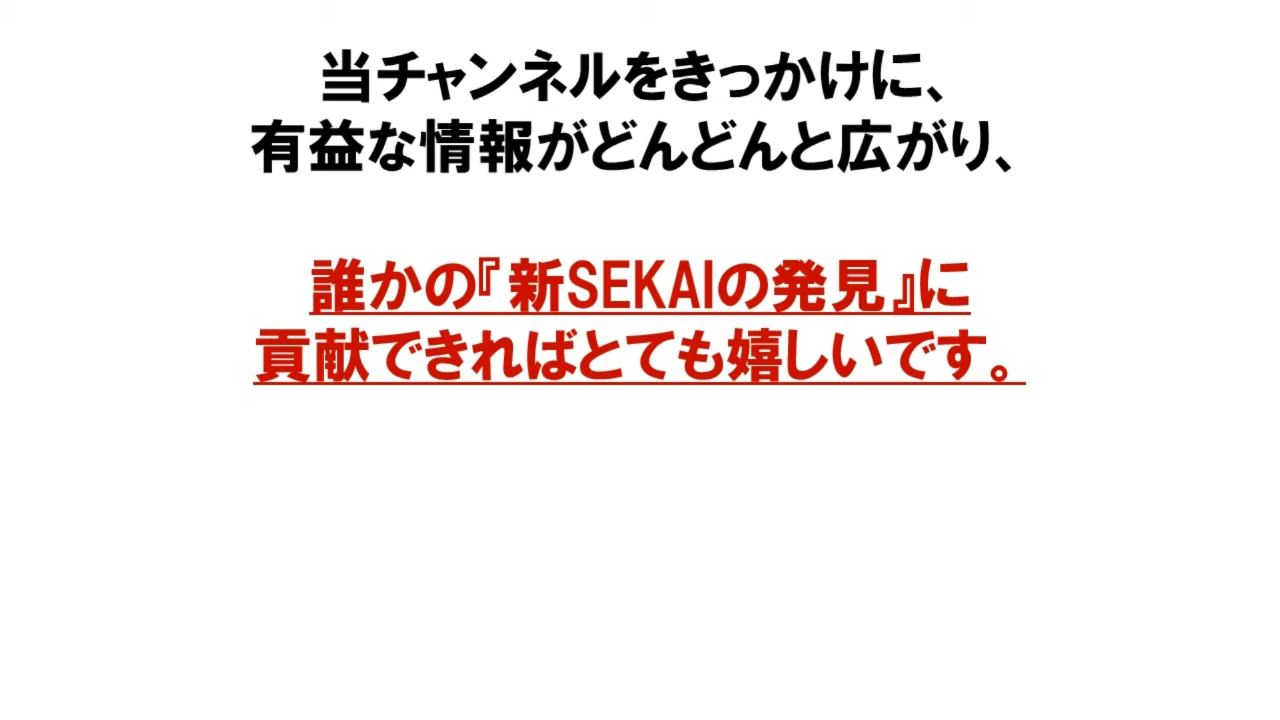 当チャンネルをきっかけに、
有益な情報がどんどんと広がり、
誰かの『新SEKAIの発見』に
貢献できればとても嬉しいです。